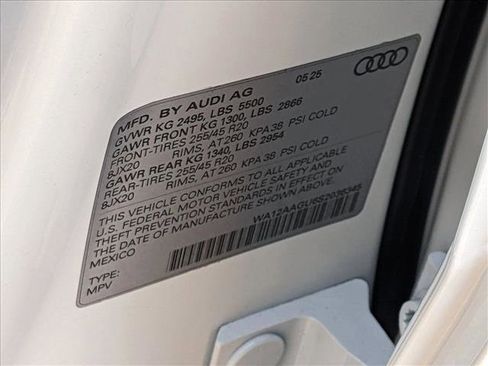 MFD. BY AUDI AG 05 25
GVWR KG 2495, LBS 5500
GAWR FRONT KG 1300, LBS 2866
FRONT-TIRES 255/45 R20
8JX20 RIMS, AT 260 KPA 38 PSI COLD
GAWR REAR KG 1340, LBS 2954
REAR-TIRES 255/45 R20
8JX20 RIMS, AT 260 KPA 38 PSI COLD
THIS VEHICLE CONFORMS TO ALL APPLICABLE
U.S. FEDERAL MOTOR VEHICLE SAFETY AND
THEFT PREVENTION STANDARDS IN EFFECT ON
THE DATE OF MANUFACTURE SHOWN ABOVE
MEXICO
TYPE:
MPV